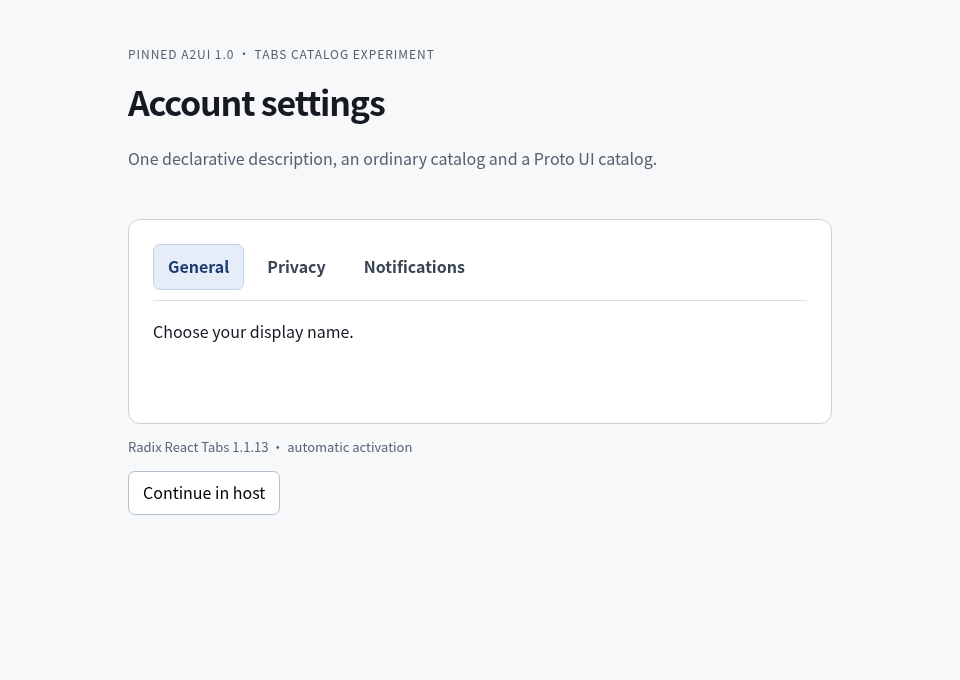 PINNED A2UI 1.0 • TABS CATALOG EXPERIMENT
Account settings
One declarative description, an ordinary catalog and a Proto UI catalog.
General Privacy Notifications
Choose your display name.
Radix React Tabs 1.1.13 • automatic activation
Continue in host